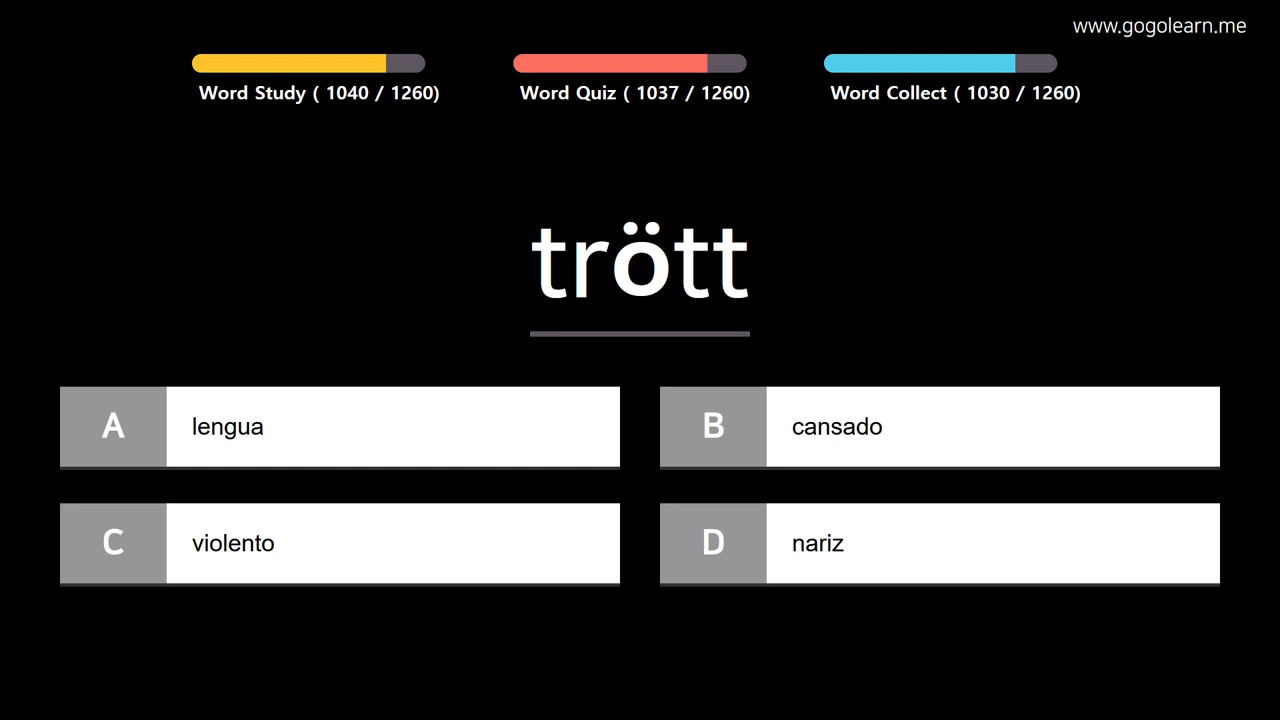 www.gogolearn.me
Word Study ( 1040 / 1260)
Word Quiz ( 1037 / 1260)
Word Collect ( 1030 / 1260)
trött
A lengua
B cansado
C violento
D nariz